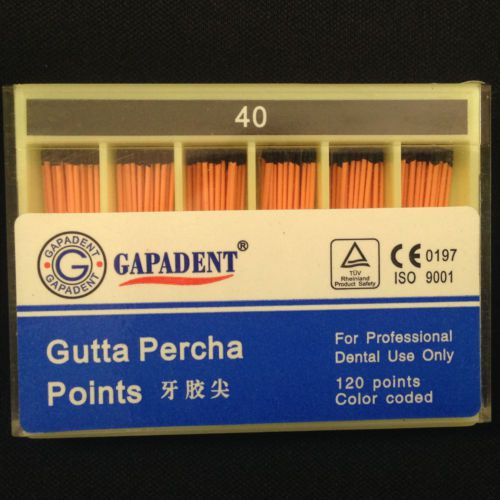 40
GAPADENT
G
GAPADENT
GAPADENT®
TÜV
Rheinland
Product Safety
CE 0197
ISO 9001
Gutta Percha
Points 牙胶尖
For Professional
Dental Use Only
120 points
Color coded